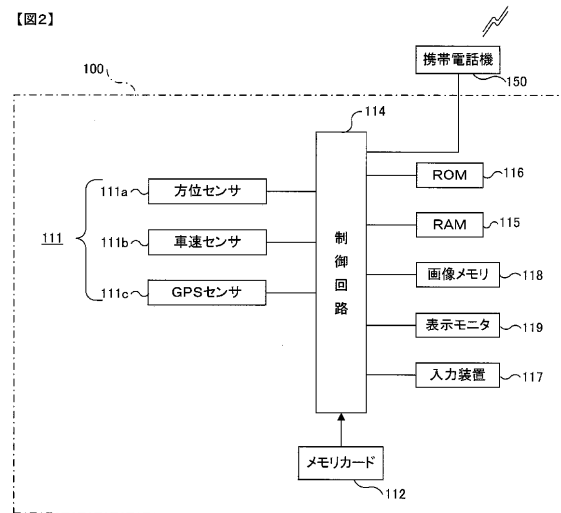 【図2】
携帯電話機
150
100
114
111
111a
方位センサ
111b
車速センサ
111c
GPSセンサ
制御回路
ROM
116
RAM
115
画像メモリ
118
表示モニタ
119
入力装置
117
メモリカード
112